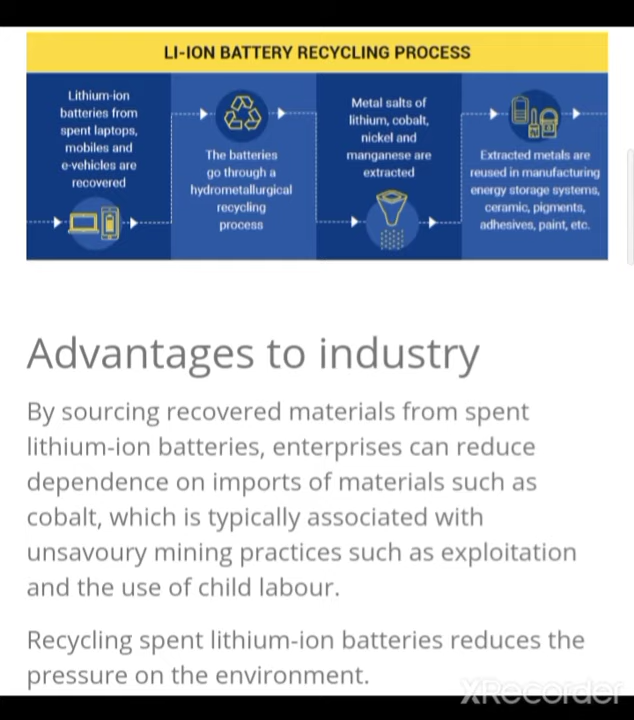 LI-ION BATTERY RECYCLING PROCESS
Lithium-ion
batteries from
spent laptops,
mobiles and
e-vehicles are
recovered
The batteries
go through a
hydrometallurgical
recycling
process
Metal salts of
lithium, cobalt,
nickel and
manganese are
extracted
Extracted metals are
reused in manufacturing
energy storage systems,
ceramic, pigments,
adhesives, paint, etc.
Advantages to industry
By sourcing recovered materials from spent
lithium-ion batteries, enterprises can reduce
dependence on imports of materials such as
cobalt, which is typically associated with
unsavoury mining practices such as exploitation
and the use of child labour.
Recycling spent lithium-ion batteries reduces the
pressure on the environment.
XRecorder